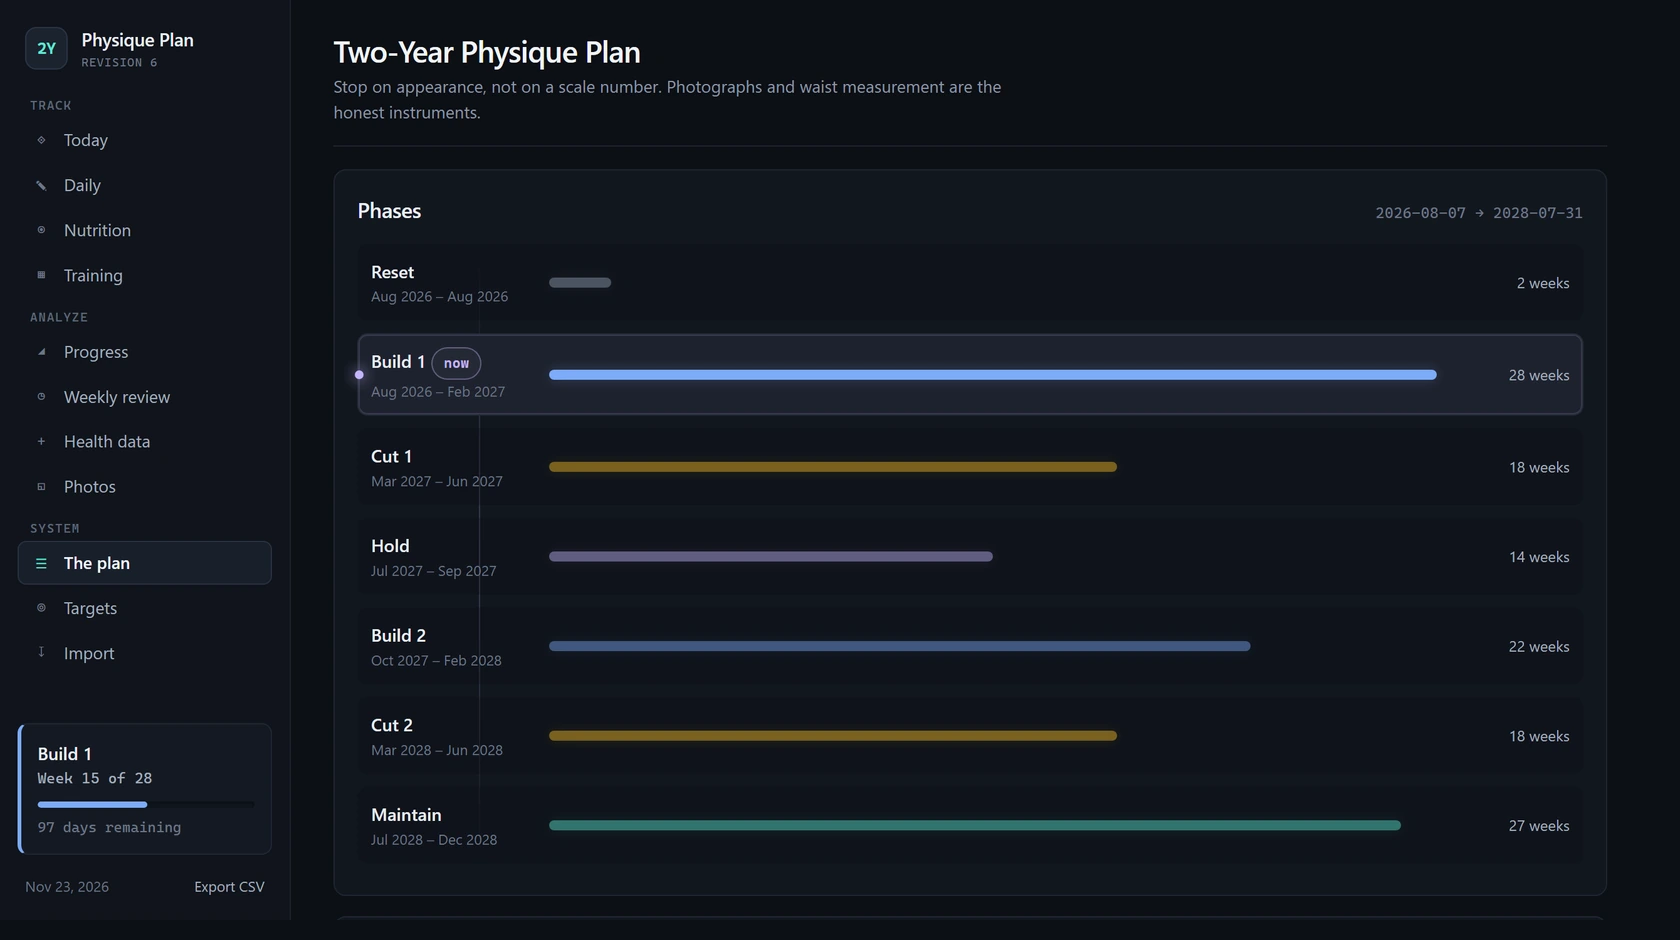 2Y
Physique Plan
REVISION 6
TRACK
Today
Daily
Nutrition
Training
ANALYZE
Progress
Weekly review
Health data
Photos
SYSTEM
The plan
Targets
Import
Build 1
Week 15 of 28
97 days remaining
Nov 23, 2026 Export CSV
Two-Year Physique Plan
Stop on appearance, not on a scale number. Photographs and waist measurement are the
honest instruments.
Phases 2026-08-07 → 2028-07-31
Reset
Aug 2026 – Aug 2026
2 weeks
Build 1 now
Aug 2026 – Feb 2027
28 weeks
Cut 1
Mar 2027 – Jun 2027
18 weeks
Hold
Jul 2027 – Sep 2027
14 weeks
Build 2
Oct 2027 – Feb 2028
22 weeks
Cut 2
Mar 2028 – Jun 2028
18 weeks
Maintain
Jul 2028 – Dec 2028
27 weeks